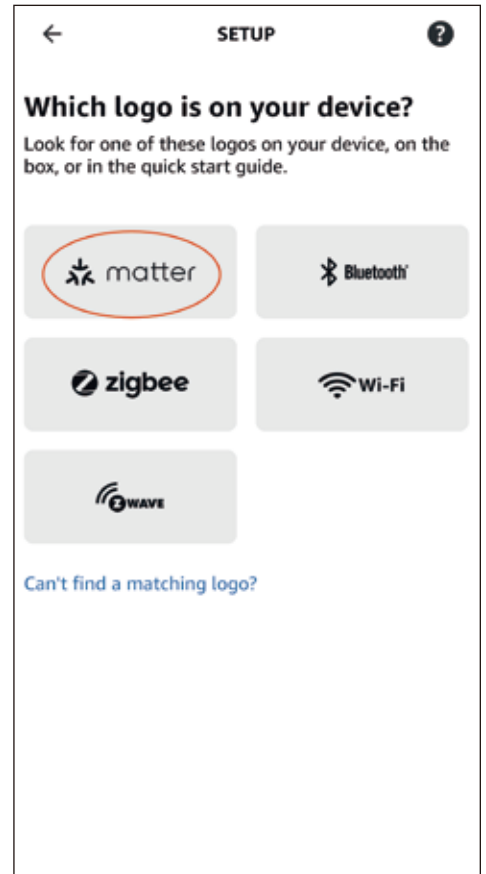 SETUP
?
Which logo is on your device?
Look for one of these logos on your device, on the
box, or in the quick start guide.
matter
Bluetooth®
zigbee
Wi-Fi
Z WAVE
Can't find a matching logo?